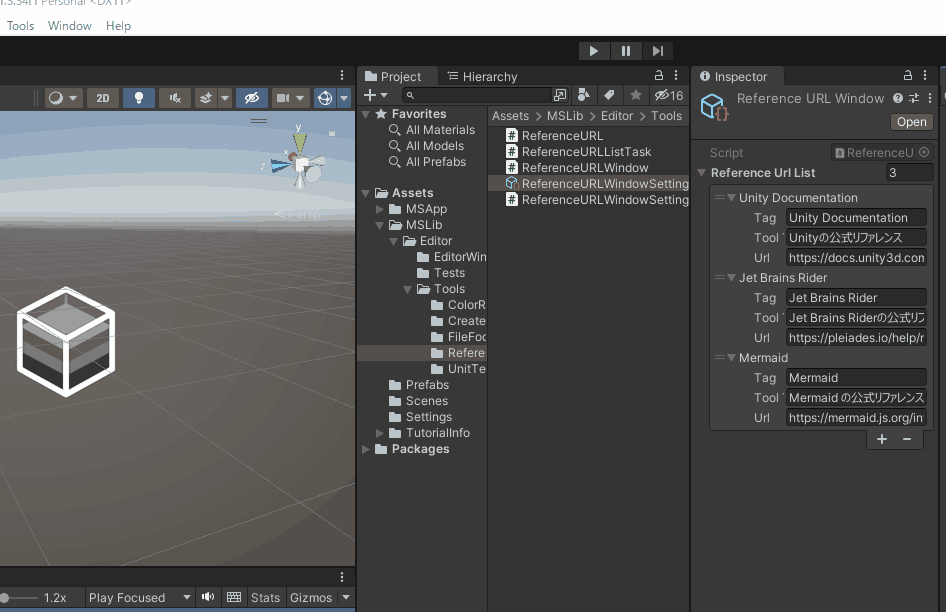 Personal <DX11>
Tools Window Help
Project
Hierarchy
16
Favorites
All Materials
All Models
All Prefabs
Assets
MSApp
MSLib
Editor
EditorWin
Tests
Tools
ColorR
Create
FileFoc
Refere
UnitTe
Prefabs
Scenes
Settings
TutorialInfo
Packages
Assets > MSLib > Editor > Tools
ReferenceURL
ReferenceURLListTask
ReferenceURLWindow
ReferenceURLWindowSetting
ReferenceURLWindowSetting
Inspector
Reference URL Window
Open
Script
ReferenceU
Reference Url List
3
Unity Documentation
Tag Unity Documentation
Tool Unityの公式リファレンス
Url https://docs.unity3d.con
Jet Brains Rider
Tag Jet Brains Rider
Tool Jet Brains Riderの公式リフ
Url https://pleiades.io/help/r
Mermaid
Tag Mermaid
Tool Mermaid の公式リファレンス
Url https://mermaid.js.org/in
+ −
2D
y
x
z
< Persp
1.2x
Play Focused
Stats
Gizmos